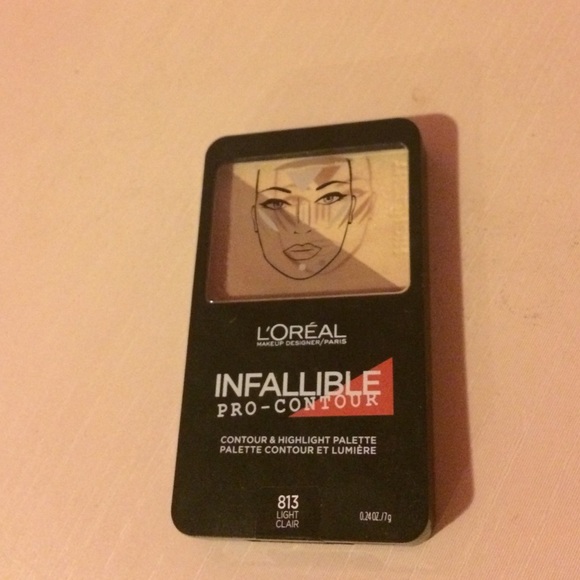 L'ORÉAL
MAKEUP DESIGNER/PARIS
INFALLIBLE
PRO-CONTOUR
CONTOUR & HIGHLIGHT PALETTE
PALETTE CONTOUR ET LUMIÈRE
813
LIGHT
CLAIR
0.24 OZ./7g